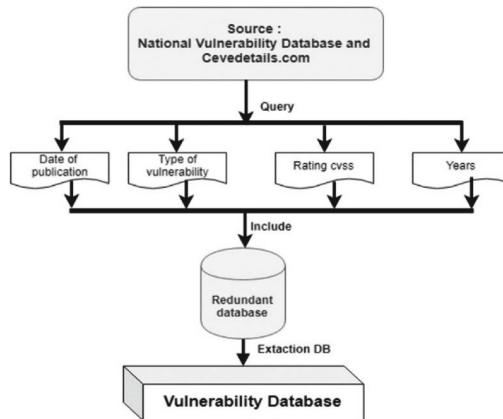 Source :
National Vulnerability Database and
Cevedetails.com
Query
Date of
publication
Type of
vulnerability
Rating cvss
Years
Include
Redundant
database
Extaction DB
Vulnerability Database